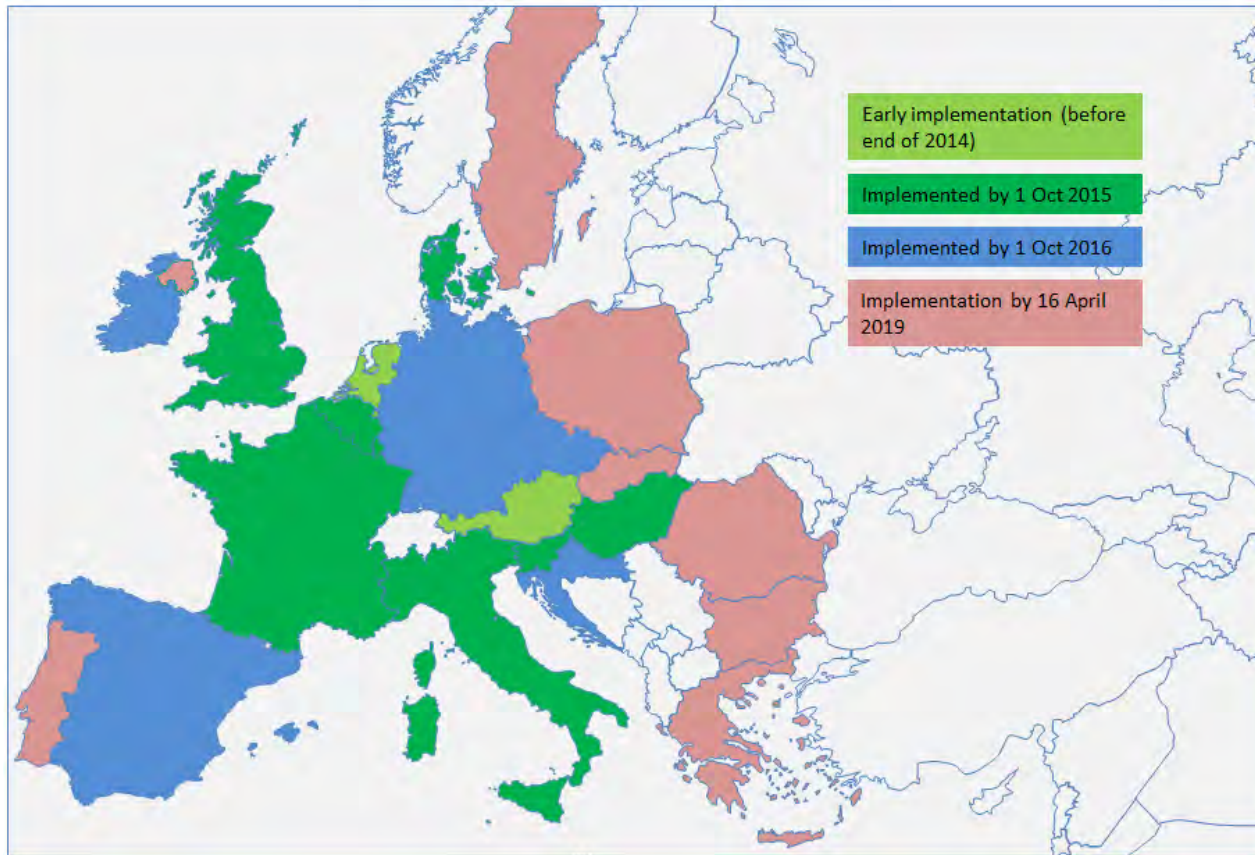 Early implementation (before
end of 2014)
Implemented by 1 Oct 2015
Implemented by 1 Oct 2016
Implementation by 16 April
2019